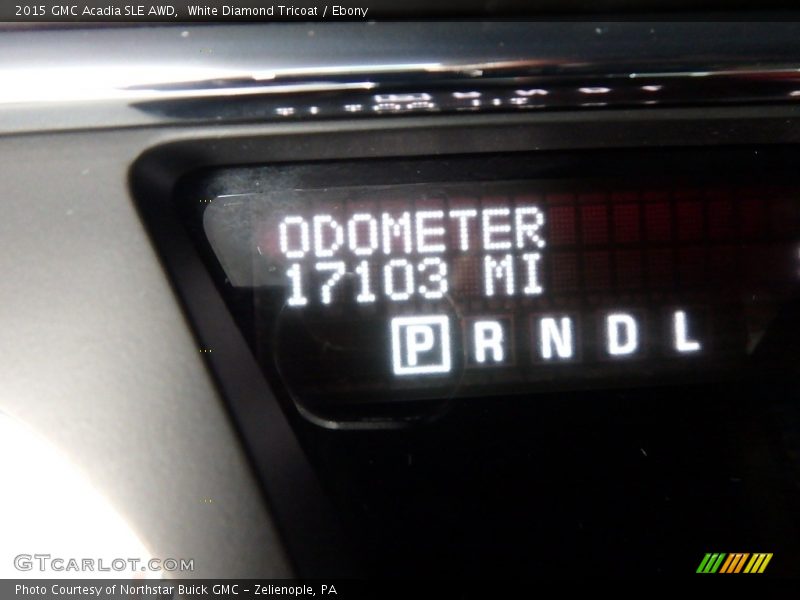 2015 GMC Acadia SLE AWD, White Diamond Tricoat / Ebony
ODOMETER
17103 MI
P R N D L
GTCARLOT.COM
Photo Courtesy of Northstar Buick GMC - Zelienople, PA